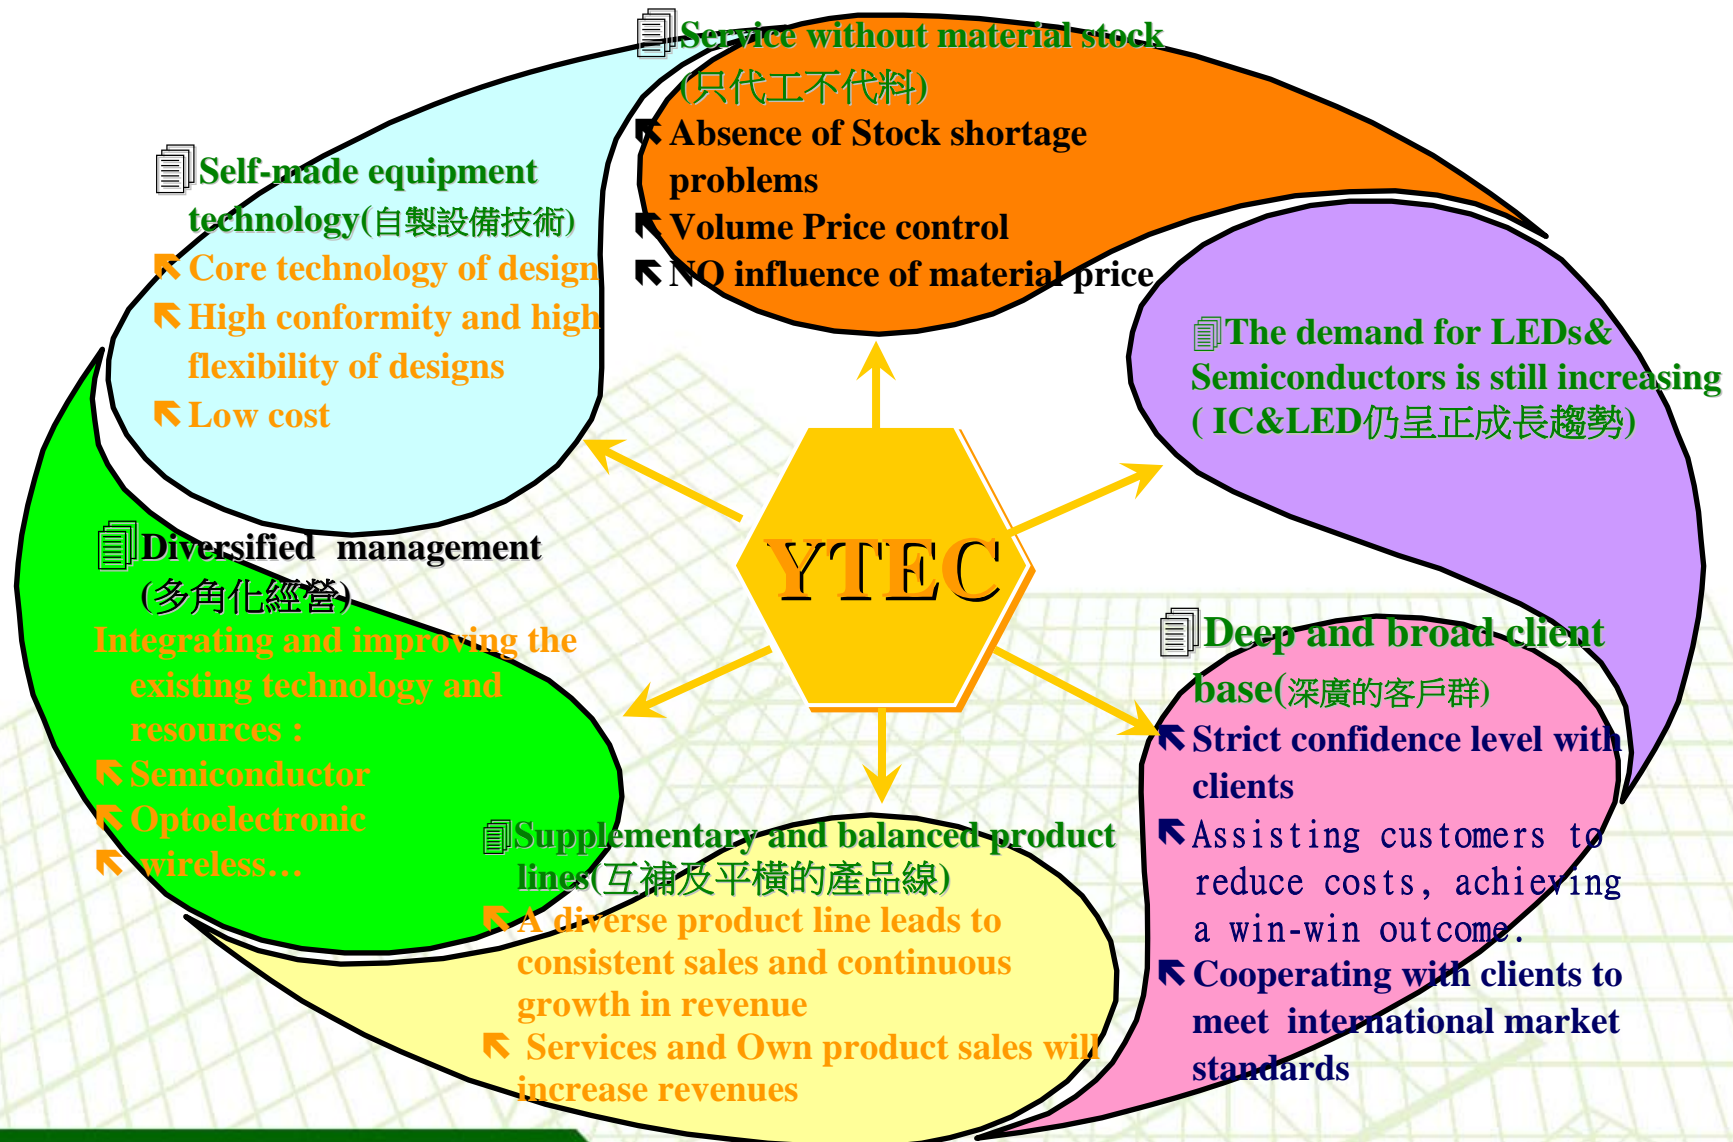 Service without material stock
(只代工不代料)
Absence of Stock shortage
problems
Volume Price control
NO influence of material price
Self-made equipment
technology(自製設備技術)
Core technology of design
High conformity and high
flexibility of designs
Low cost
The demand for LEDs&
Semiconductors is still increasing
( IC&LED仍呈正成長趨勢)
YTEC
Diversified management
(多角化經營)
Integrating and improving the
existing technology and
resources :
Semiconductor
Optoelectronic
wireless…
Deep and broad client
base(深廣的客戶群)
Strict confidence level with
clients
Assisting customers to
reduce costs, achieving
a win-win outcome.
Cooperating with clients to
meet international market
standards
Supplementary and balanced product
lines(互補及平橫的產品線)
A diverse product line leads to
consistent sales and continuous
growth in revenue
Services and Own product sales will
increase revenues